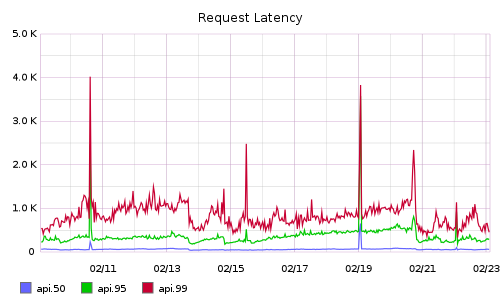 Request Latency
5.0 K
4.0 K
3.0 K
2.0 K
1.0 K
0
02/11 02/13 02/15 02/17 02/19 02/21 02/23
api.50 api.95 api.99